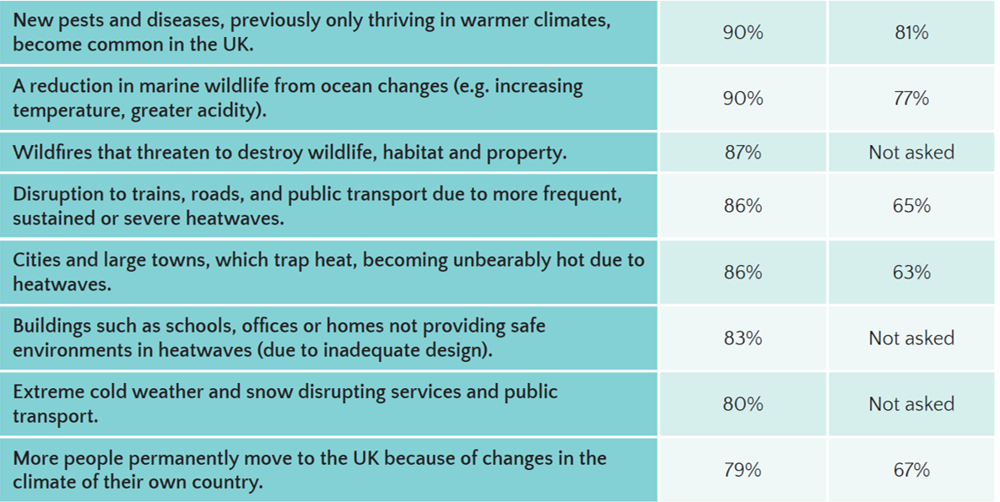 New pests and diseases, previously only thriving in warmer climates,
become common in the UK.
90%
81%
A reduction in marine wildlife from ocean changes (e.g. increasing
temperature, greater acidity).
90%
77%
Wildfires that threaten to destroy wildlife, habitat and property.
87%
Not asked
Disruption to trains, roads, and public transport due to more frequent,
sustained or severe heatwaves.
86%
65%
Cities and large towns, which trap heat, becoming unbearably hot due to
heatwaves.
86%
63%
Buildings such as schools, offices or homes not providing safe
environments in heatwaves (due to inadequate design).
83%
Not asked
Extreme cold weather and snow disrupting services and public
transport.
80%
Not asked
More people permanently move to the UK because of changes in the
climate of their own country.
79%
67%